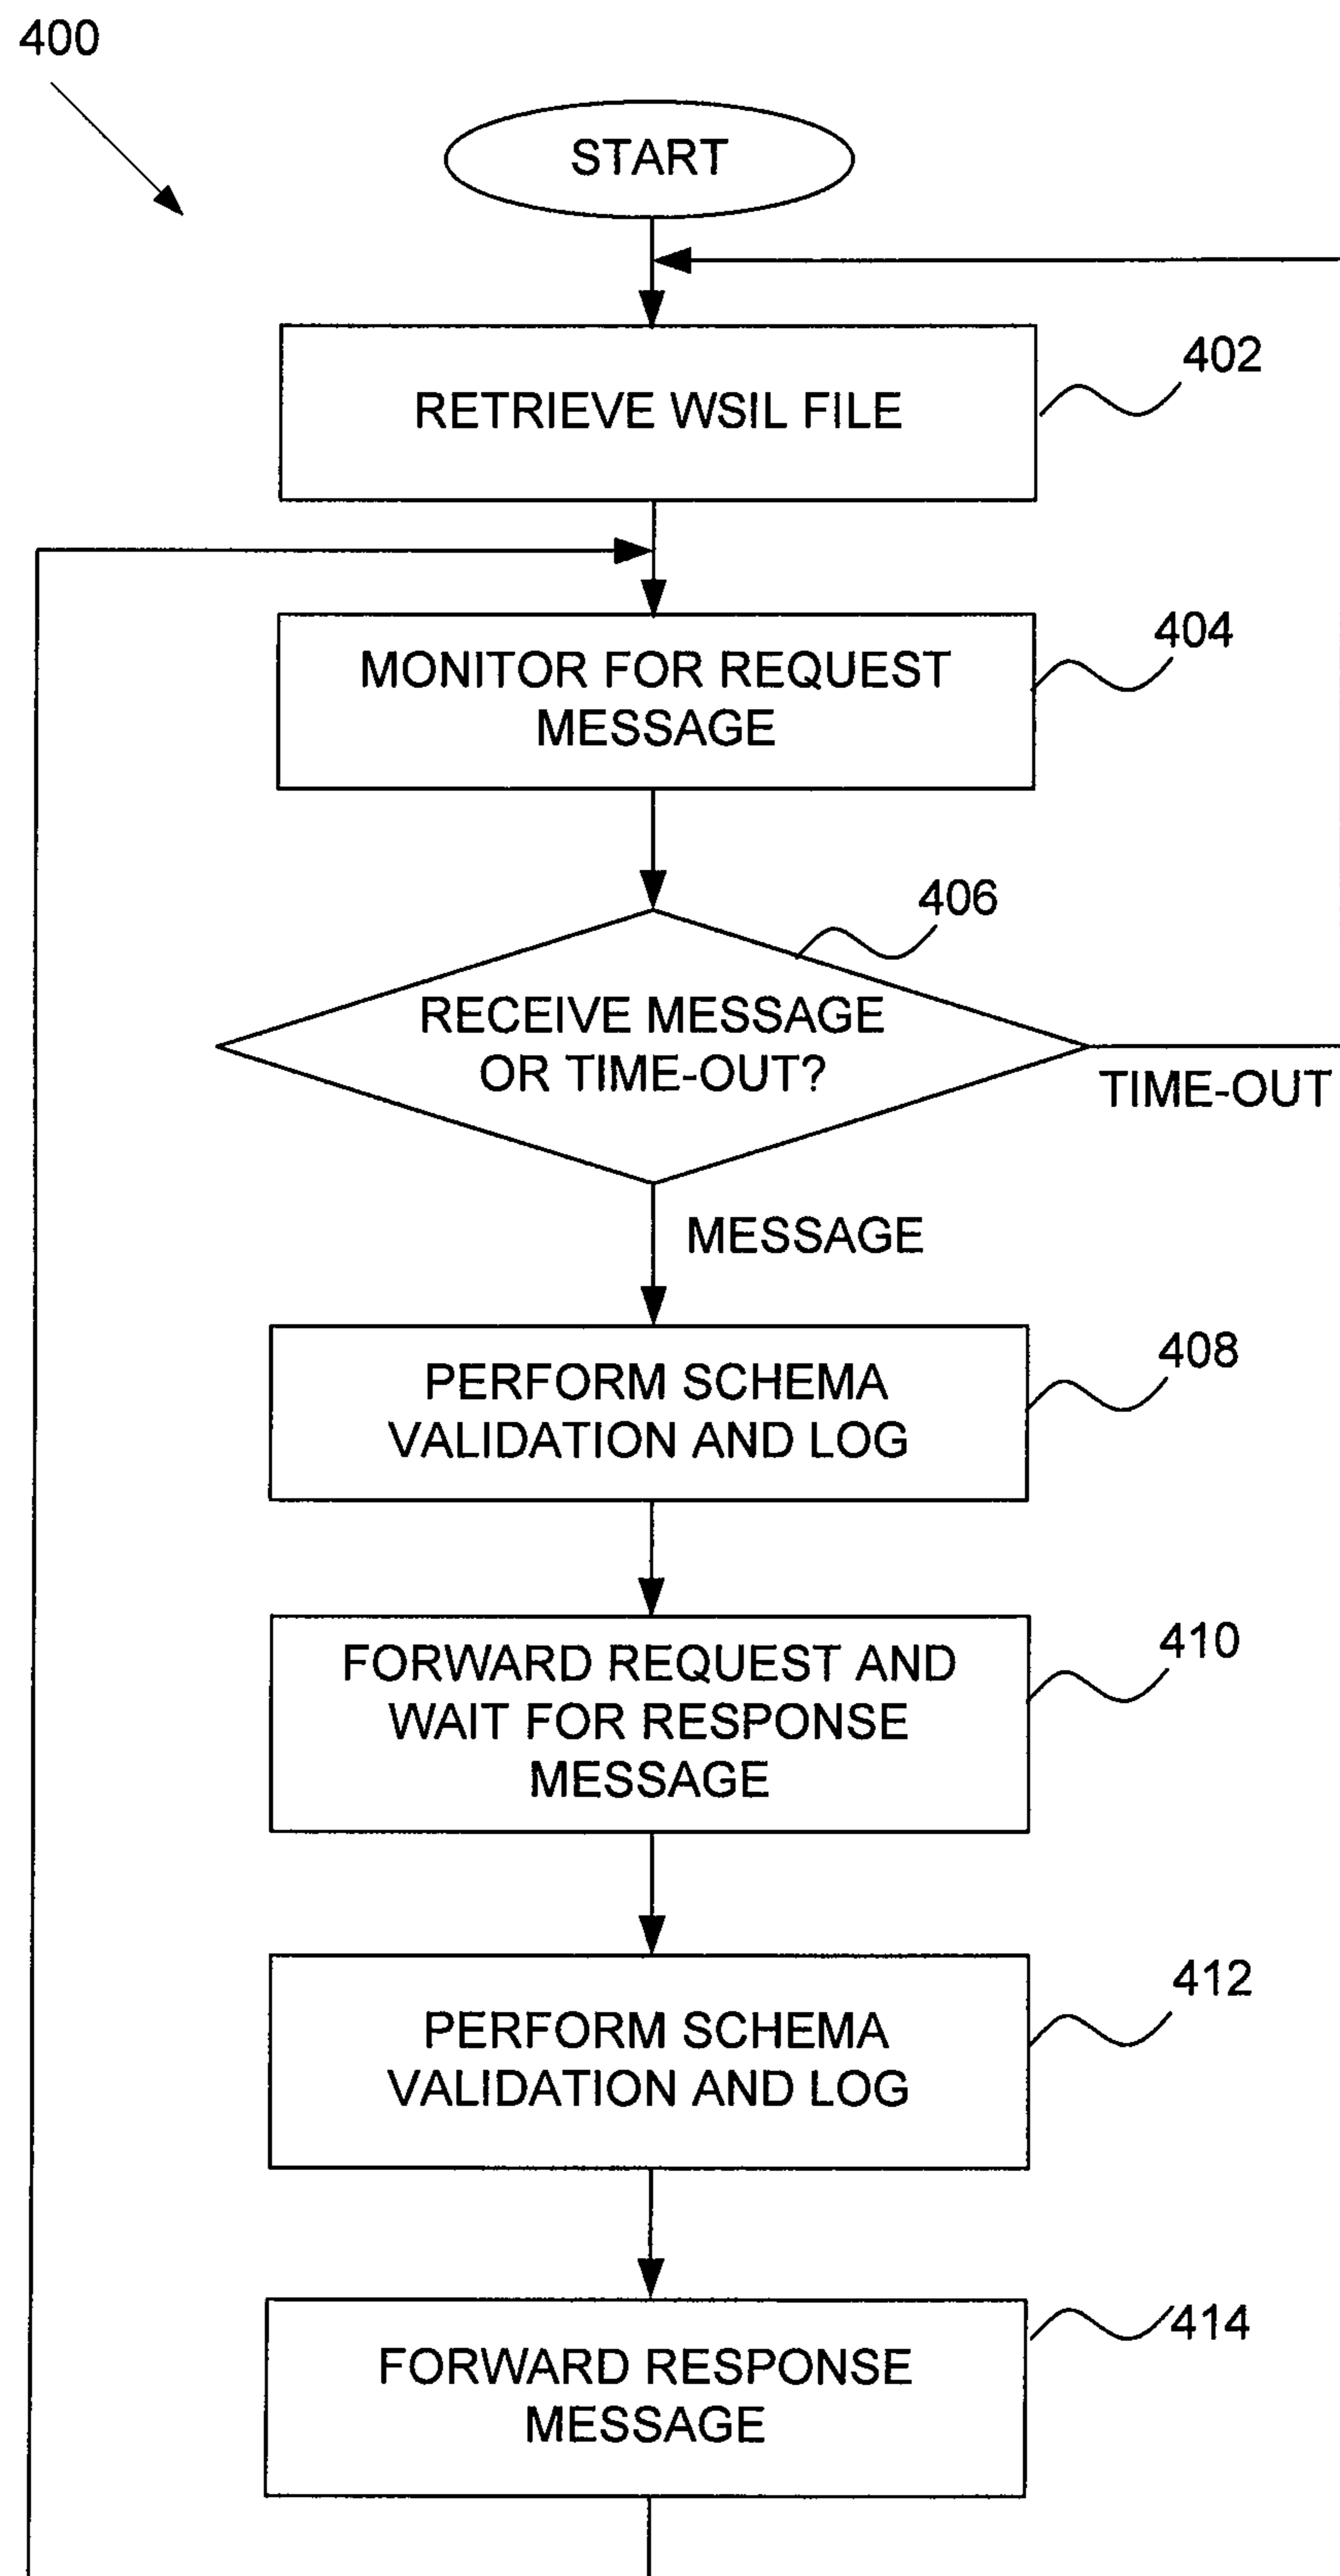 400
START
RETRIEVE WSIL FILE
402
MONITOR FOR REQUEST
MESSAGE
404
406
RECEIVE MESSAGE
OR TIME-OUT?
TIME-OUT
MESSAGE
PERFORM SCHEMA
VALIDATION AND LOG
408
FORWARD REQUEST AND
WAIT FOR RESPONSE
MESSAGE
410
PERFORM SCHEMA
VALIDATION AND LOG
412
FORWARD RESPONSE
MESSAGE
414